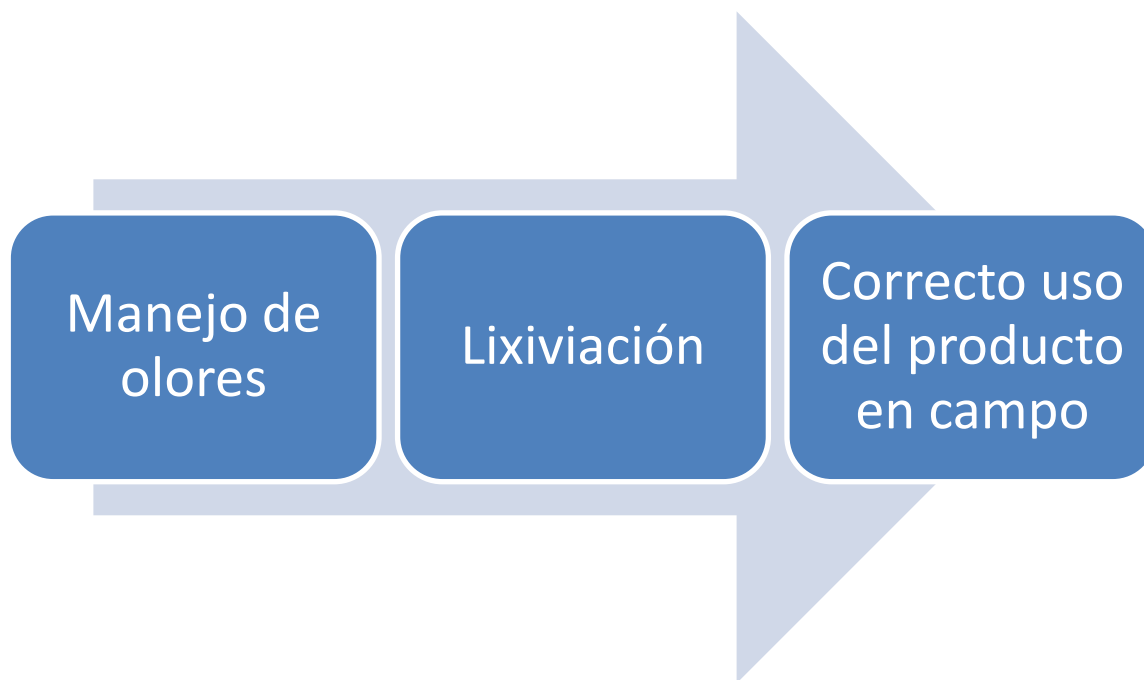 Manejo de
olores
Lixiviación
Correcto uso
del producto
en campo